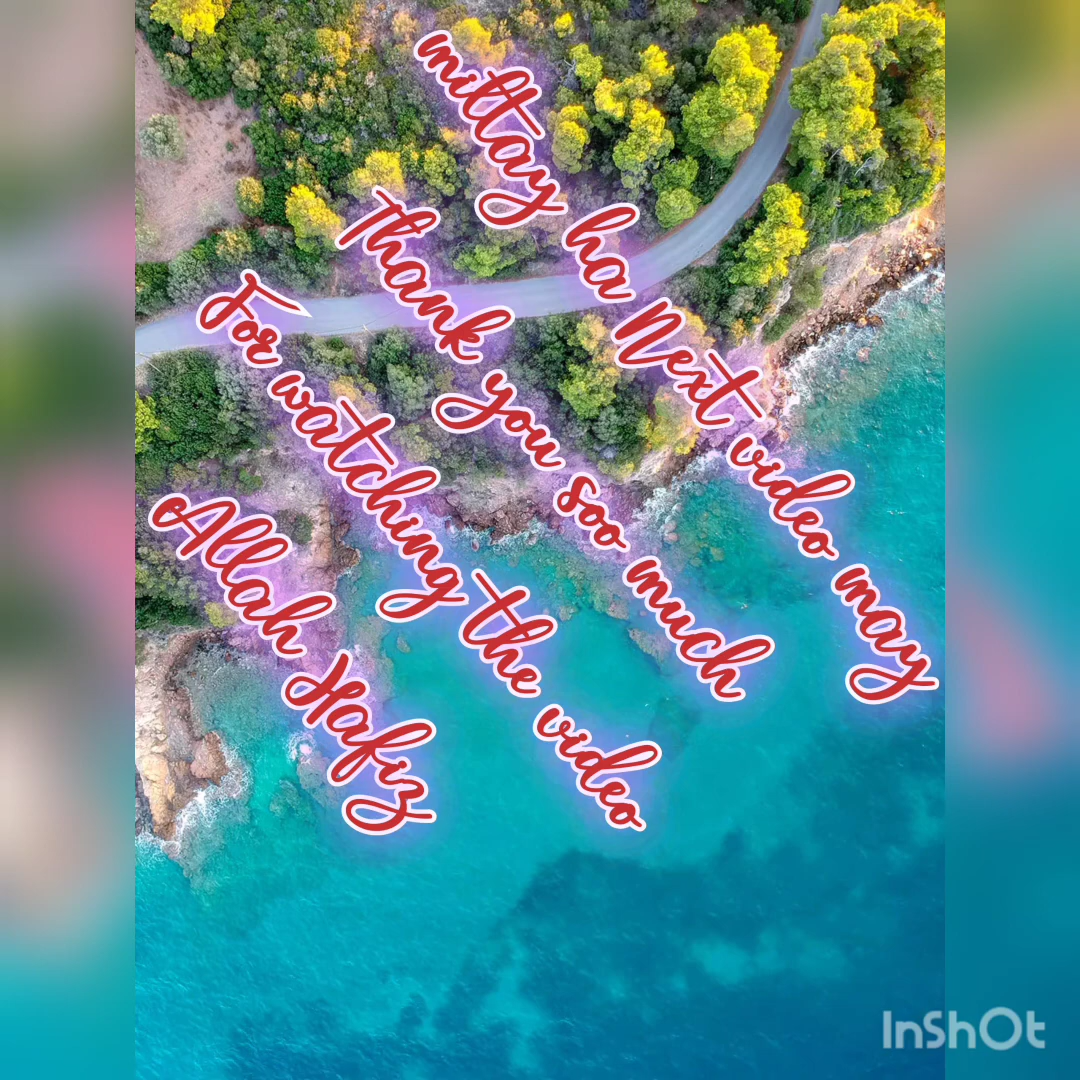 miltay ha Next video may
Thank you soo much
For watching the video
Allah Hafiz
InShOt